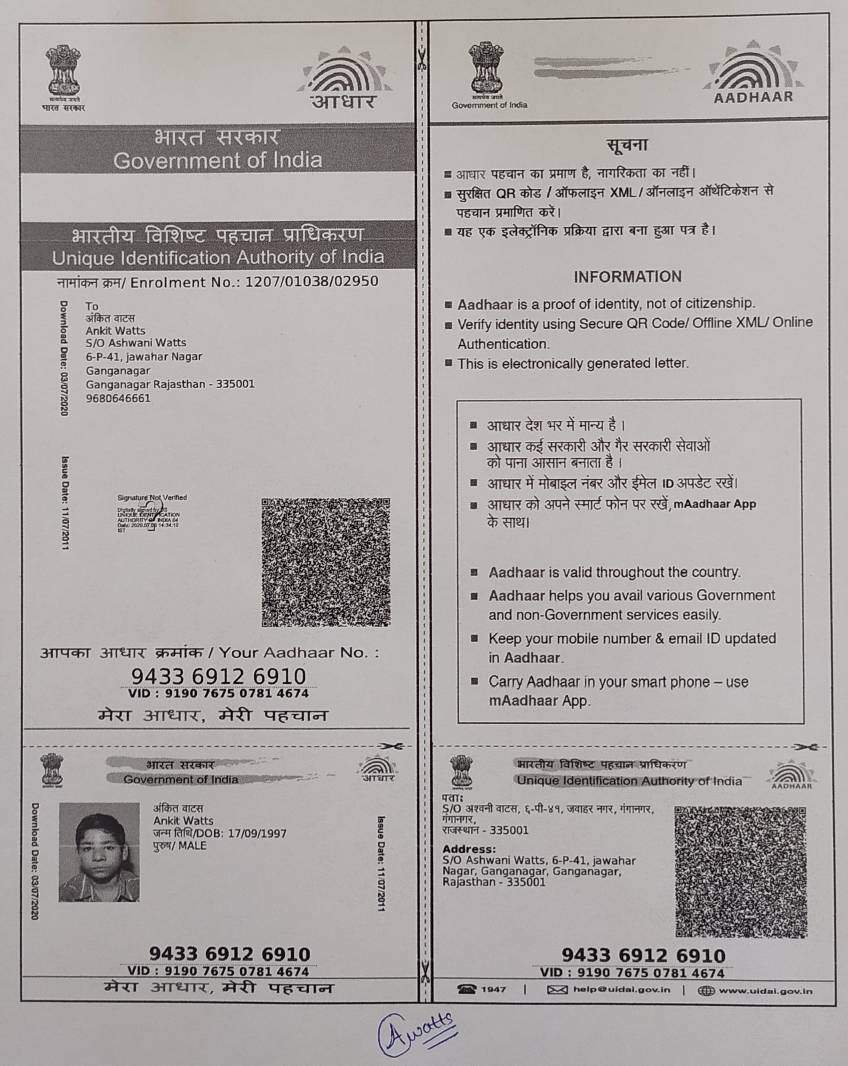 सत्यमेव जयते
भारत सरकार
आधार
भारत सरकार
Government of India
भारतीय विशिष्ट पहचान प्राधिकरण
Unique Identification Authority of India
नामांकन क्रम/ Enrolment No.: 1207/01038/02950
Download Date: 03/07/2020
To
अंकित वाटस
Ankit Watts
S/O Ashwani Watts
6-P-41, jawahar Nagar
Ganganagar
Ganganagar Rajasthan - 335001
9680646661
Issue Date: 11/07/2011
Signature Not Verified
Digitally signed by DS
UNIQUE IDENTIFICATION
AUTHORITY OF INDIA 04
IST
आपका आधार क्रमांक / Your Aadhaar No. :
9433 6912 6910
VID : 9190 7675 0781 4674
मेरा आधार, मेरी पहचान
सत्यमेव जयते
Government of India
AADHAAR
सूचना
आधार पहचान का प्रमाण है, नागरिकता का नहीं।
सुरक्षित QR कोड / ऑफलाइन XML / ऑनलाइन ऑथेंटिकेशन से
पहचान प्रमाणित करें।
यह एक इलेक्ट्रॉनिक प्रक्रिया द्वारा बना हुआ पत्र है।
INFORMATION
Aadhaar is a proof of identity, not of citizenship.
Verify identity using Secure QR Code/ Offline XML/ Online
Authentication.
This is electronically generated letter.
आधार देश भर में मान्य है ।
आधार कई सरकारी और गैर सरकारी सेवाओं
को पाना आसान बनाता है ।
आधार में मोबाइल नंबर और ईमेल ID अपडेट रखें।
आधार को अपने स्मार्ट फोन पर रखें, mAadhaar App
के साथ।
Aadhaar is valid throughout the country.
Aadhaar helps you avail various Government
and non-Government services easily.
Keep your mobile number & email ID updated
in Aadhaar.
Carry Aadhaar in your smart phone – use
mAadhaar App.
भारत सरकार
Government of India
आधार
Download Date: 03/07/2020
अंकित वाटस
Ankit Watts
जन्म तिथि/DOB: 17/09/1997
पुरुष/ MALE
Issue Date: 11/07/2011
9433 6912 6910
VID : 9190 7675 0781 4674
मेरा आधार, मेरी पहचान
भारतीय विशिष्ट पहचान प्राधिकरण
Unique Identification Authority of India
AADHAAR
पता:
S/O अश्वनी वाटस, ६-पी-४१, जवाहर नगर, गंगानगर,
गंगानगर,
राजस्थान - 335001
Address:
S/O Ashwani Watts, 6-P-41, jawahar
Nagar, Ganganagar, Ganganagar,
Rajasthan - 335001
9433 6912 6910
VID : 9190 7675 0781 4674
1947 | help@uidai.gov.in | www.uidai.gov.in
Awatts